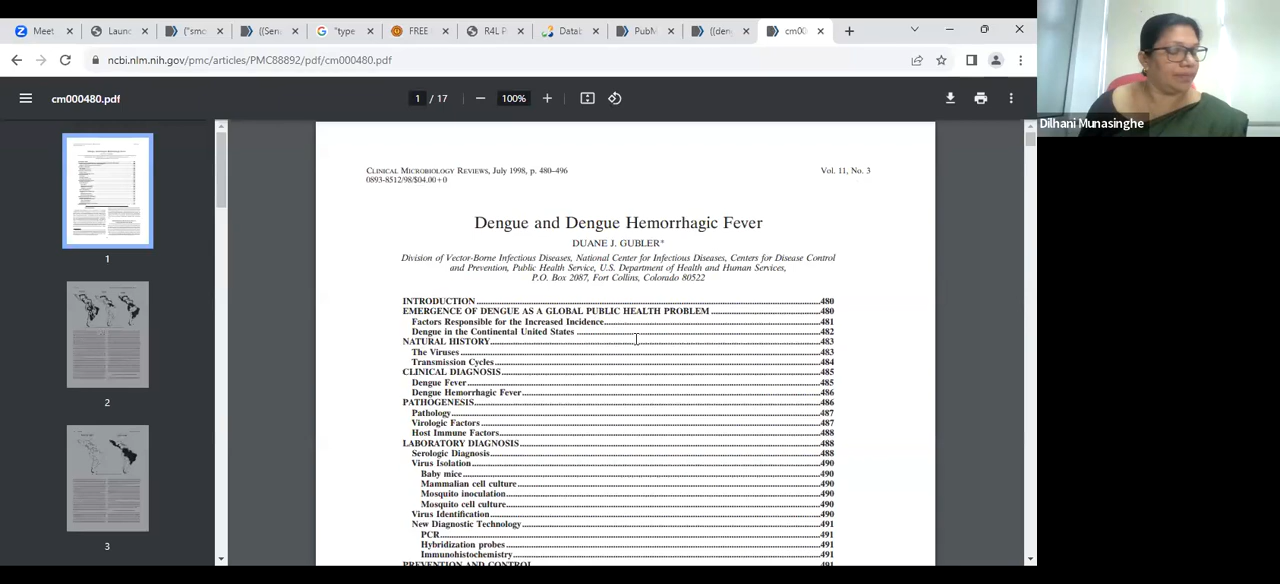 Meet
Launc
("smo
((Seni
"type
FREE
R4L P
Datab
PubM
((den
cm00
ncbi.nlm.nih.gov/pmc/articles/PMC88892/pdf/cm000480.pdf
cm000480.pdf
1 / 17
100%
Dilhani Munasinghe
CLINICAL MICROBIOLOGY REVIEWS, July 1998, p. 480–496
Vol. 11, No. 3
0893-8512/98/$04.00+0
Dengue and Dengue Hemorrhagic Fever
DUANE J. GUBLER*
Division of Vector-Borne Infectious Diseases, National Center for Infectious Diseases, Centers for Disease Control
and Prevention, Public Health Service, U.S. Department of Health and Human Services,
P.O. Box 2087, Fort Collins, Colorado 80522
INTRODUCTION 480
EMERGENCE OF DENGUE AS A GLOBAL PUBLIC HEALTH PROBLEM 480
Factors Responsible for the Increased Incidence 481
Dengue in the Continental United States 482
NATURAL HISTORY 483
The Viruses 483
Transmission Cycles 484
CLINICAL DIAGNOSIS 485
Dengue Fever 485
Dengue Hemorrhagic Fever 486
PATHOGENESIS 486
Pathology 487
Virologic Factors 487
Host Immune Factors 488
LABORATORY DIAGNOSIS 488
Serologic Diagnosis 488
Virus Isolation 490
Baby mice 490
Mammalian cell culture 490
Mosquito inoculation 490
Mosquito cell culture 490
Virus Identification 490
New Diagnostic Technology 491
PCR 491
Hybridization probes 491
Immunohistochemistry 491
PREVENTION AND CONTROL 491
1
2
3